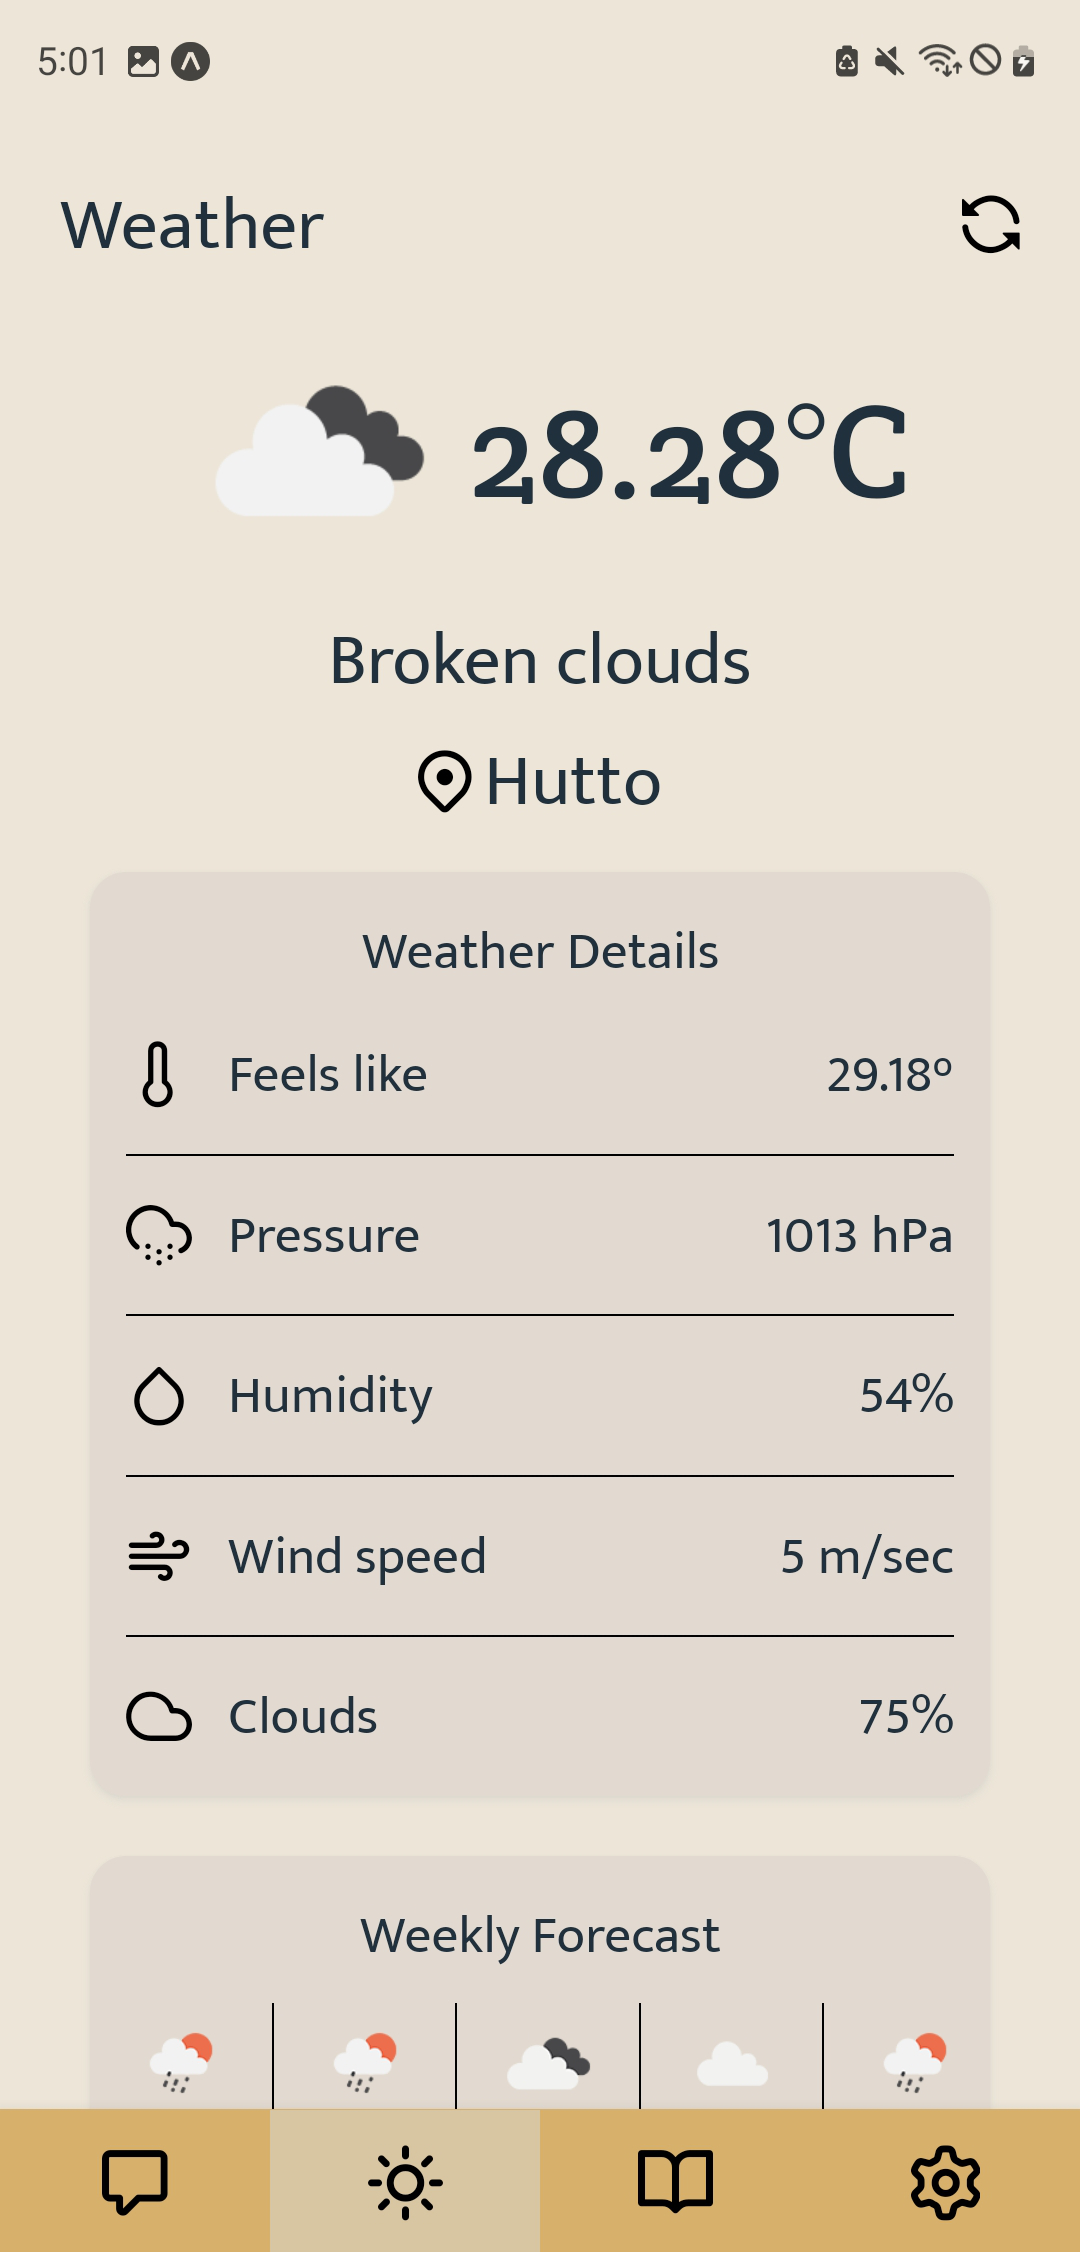 5:01
Weather
28.28°C
Broken clouds
Hutto
Weather Details
Feels like 29.18º
Pressure 1013 hPa
Humidity 54%
Wind speed 5 m/sec
Clouds 75%
Weekly Forecast